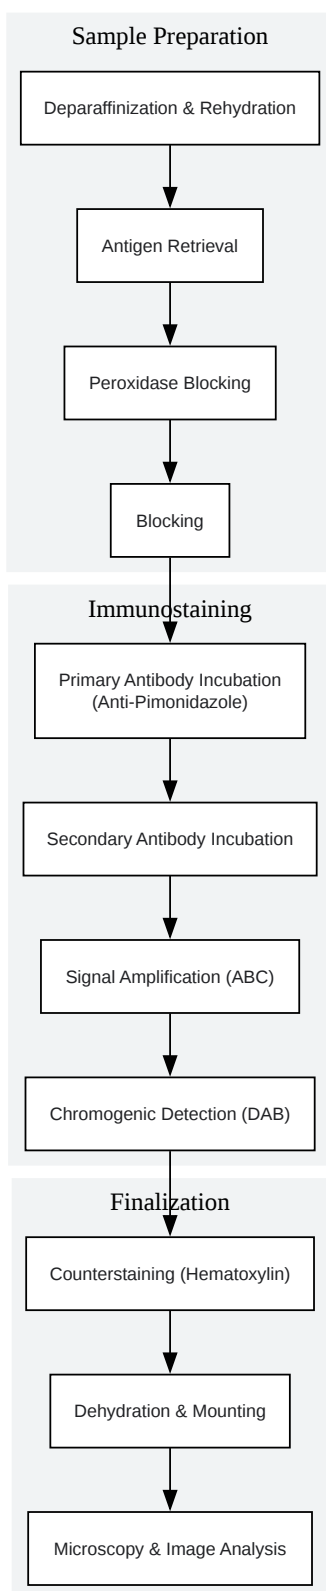 Sample Preparation
Deparaffinization & Rehydration
Antigen Retrieval
Peroxidase Blocking
Blocking
Immunostaining
Primary Antibody Incubation
(Anti-Pimonidazole)
Secondary Antibody Incubation
Signal Amplification (ABC)
Chromogenic Detection (DAB)
Finalization
Counterstaining (Hematoxylin)
Dehydration & Mounting
Microscopy & Image Analysis